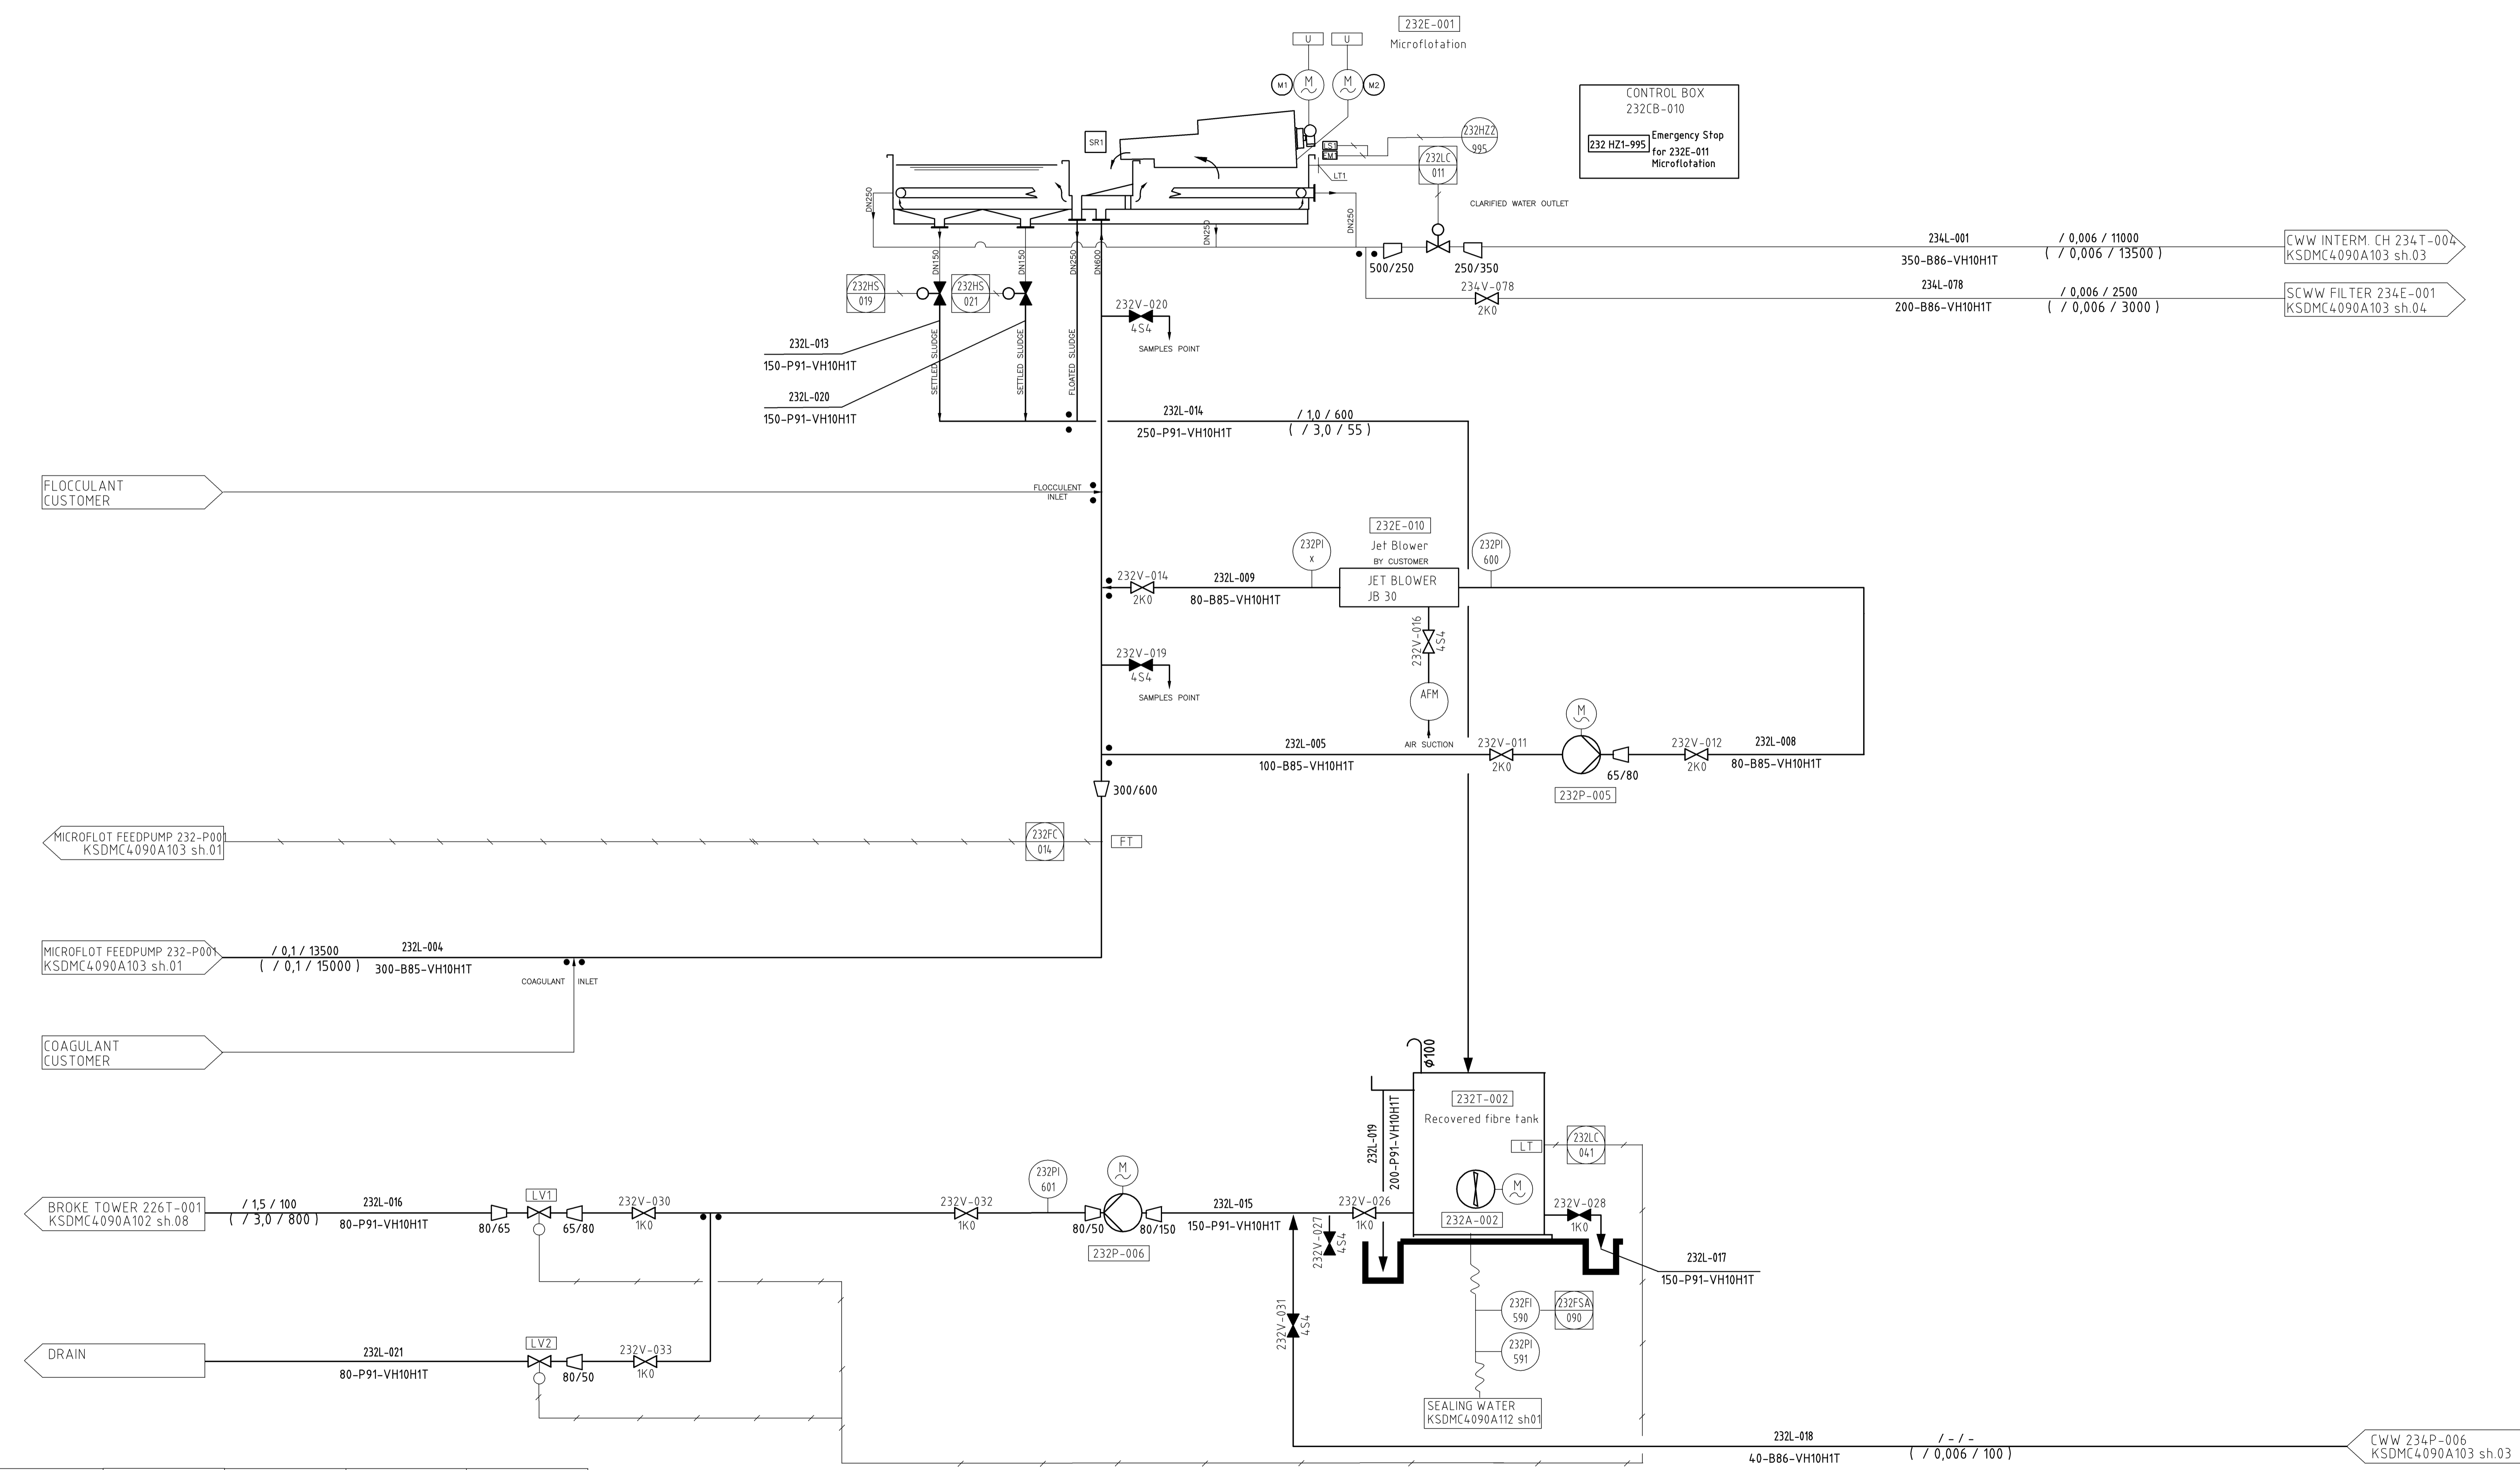 232E-001
Microflotation
U
U
M1
M
M
M2
CONTROL BOX
232CB-010
232 HZ1-995
Emergency Stop
for 232E-011
Microflotation
SR1
LS1
EM1
232HZ2
995
232LC
011
LT1
CLARIFIED WATER OUTLET
DN250
DN250
DN250
DN150
DN150
DN250
DN600
500/250
250/350
234L-001
350-B86-VH10H1T
/ 0,006 / 11000
( / 0,006 / 13500 )
CWW INTERM. CH 234T-004
KSDMC4090A103 sh.03
232HS
019
232HS
021
234V-078
2K0
234L-078
200-B86-VH10H1T
/ 0,006 / 2500
( / 0,006 / 3000 )
SCWW FILTER 234E-001
KSDMC4090A103 sh.04
232V-020
4S4
SAMPLES POINT
232L-013
150-P91-VH10H1T
232L-020
150-P91-VH10H1T
SETTLED SLUDGE
SETTLED SLUDGE
FLOATED SLUDGE
232L-014
250-P91-VH10H1T
/ 1,0 / 600
( / 3,0 / 55 )
FLOCCULANT
CUSTOMER
FLOCCULENT
INLET
232E-010
Jet Blower
BY CUSTOMER
232PI
x
232PI
600
JET BLOWER
JB 30
232V-014
2K0
232L-009
80-B85-VH10H1T
232V-016
4S4
232V-019
4S4
SAMPLES POINT
AFM
AIR SUCTION
M
232L-005
100-B85-VH10H1T
232V-011
2K0
65/80
232P-005
232V-012
2K0
232L-008
80-B85-VH10H1T
300/600
MICROFLOT FEEDPUMP 232-P001
KSDMC4090A103 sh.01
232FC
014
FT
MICROFLOT FEEDPUMP 232-P001
KSDMC4090A103 sh.01
/ 0,1 / 13500
( / 0,1 / 15000 )
232L-004
300-B85-VH10H1T
COAGULANT INLET
COAGULANT
CUSTOMER
Ø100
232T-002
Recovered fibre tank
LT
232LC
041
232L-019
200-P91-VH10H1T
M
232A-002
232V-028
1K0
232L-017
150-P91-VH10H1T
BROKE TOWER 226T-001
KSDMC4090A102 sh.08
/ 1,5 / 100
( / 3,0 / 800 )
232L-016
80-P91-VH10H1T
80/65
LV1
65/80
232V-030
1K0
232V-032
1K0
232PI
601
M
80/50
80/150
232P-006
232L-015
150-P91-VH10H1T
232V-026
1K0
232V-027
4S4
232V-031
4S4
232FI
590
232FSA
090
232PI
591
SEALING WATER
KSDMC4090A112 sh01
DRAIN
232L-021
80-P91-VH10H1T
LV2
80/50
232V-033
1K0
232L-018
40-B86-VH10H1T
/ - / -
( / 0,006 / 100 )
CWW 234P-006
KSDMC4090A103 sh.03